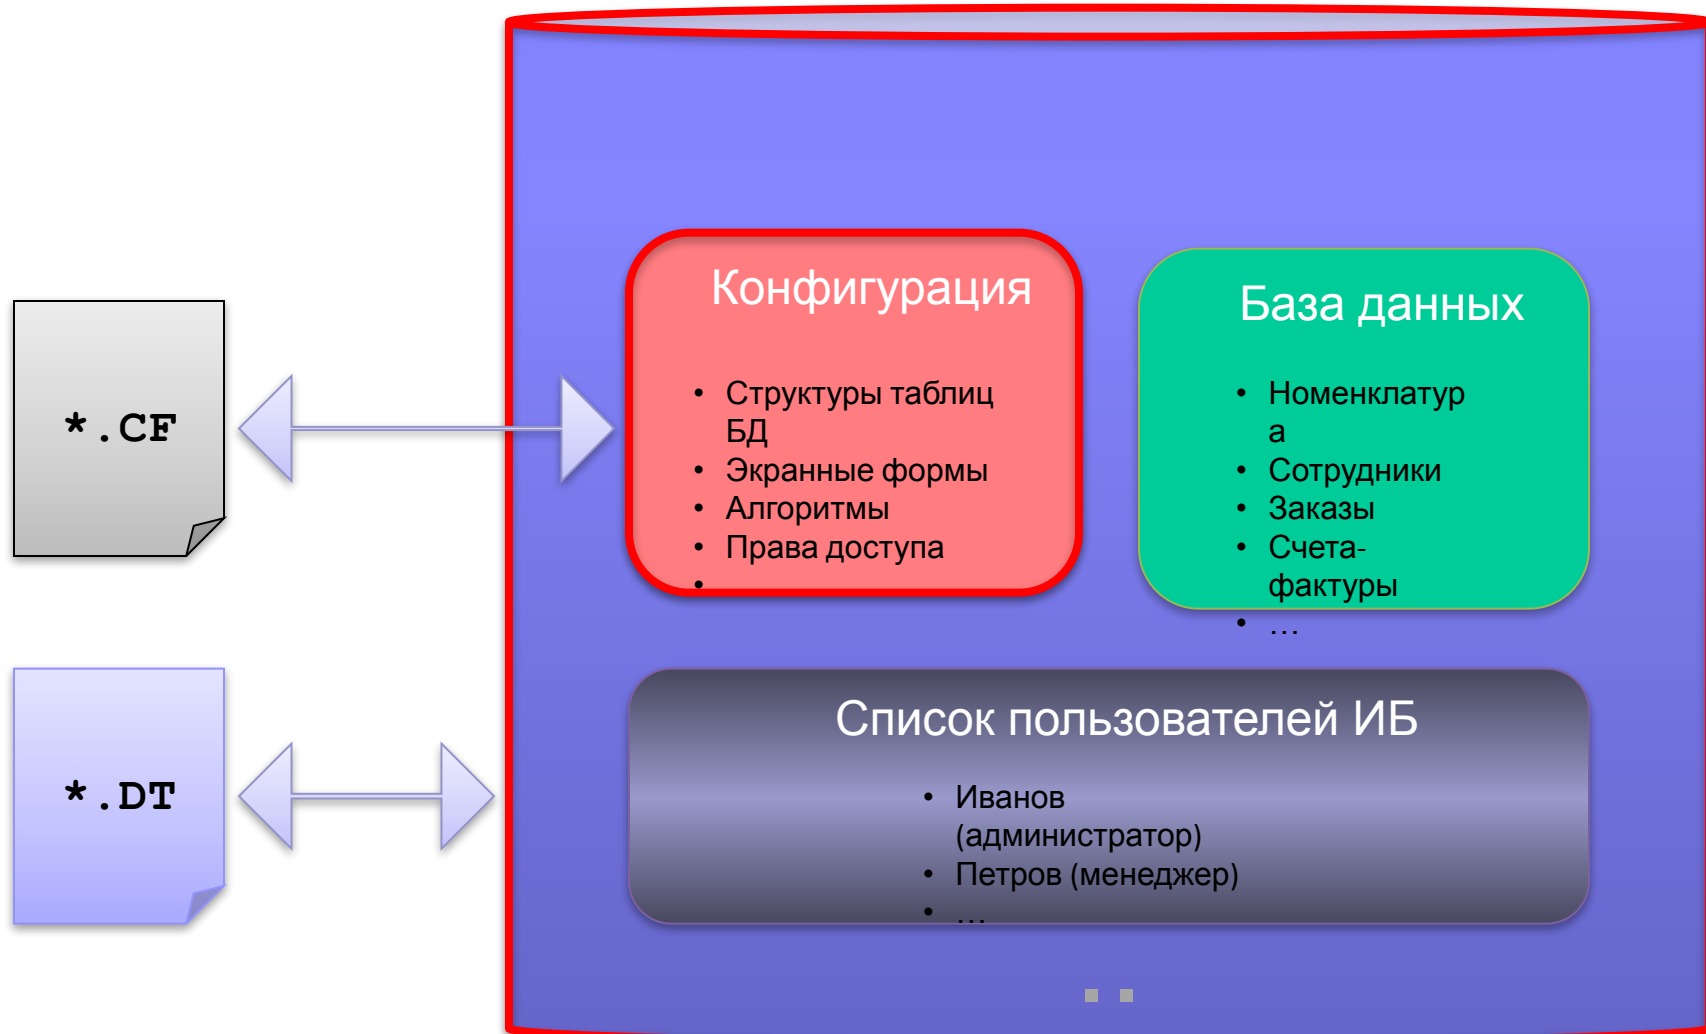 Конфигурация
• Структуры таблиц
БД
• Экранные формы
• Алгоритмы
• Права доступа
•
База данных
• Номенклатур
а
• Сотрудники
• Заказы
• Счета-
фактуры
• …
*.CF
*.DT
Список пользователей ИБ
• Иванов
(администратор)
• Петров (менеджер)
• …